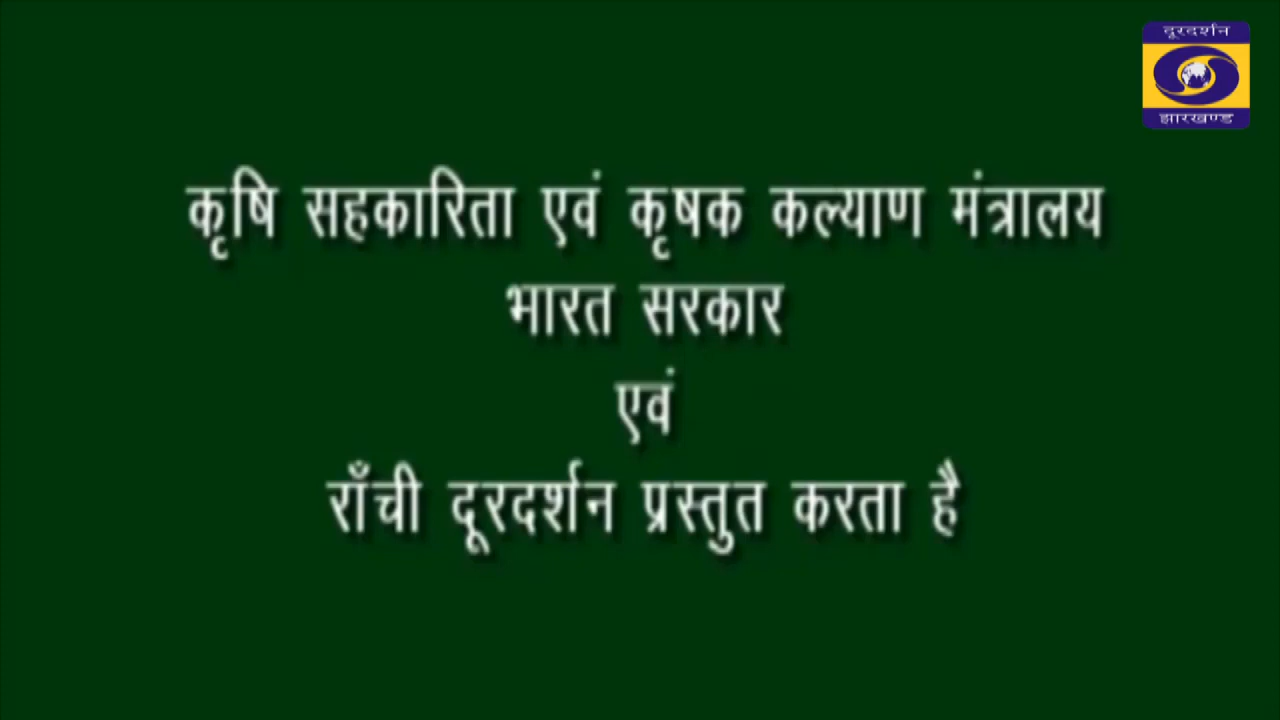 दूरदर्शन
झारखण्ड
कृषि सहकारिता एवं कृषक कल्याण मंत्रालय
भारत सरकार
एवं
राँची दूरदर्शन प्रस्तुत करता है